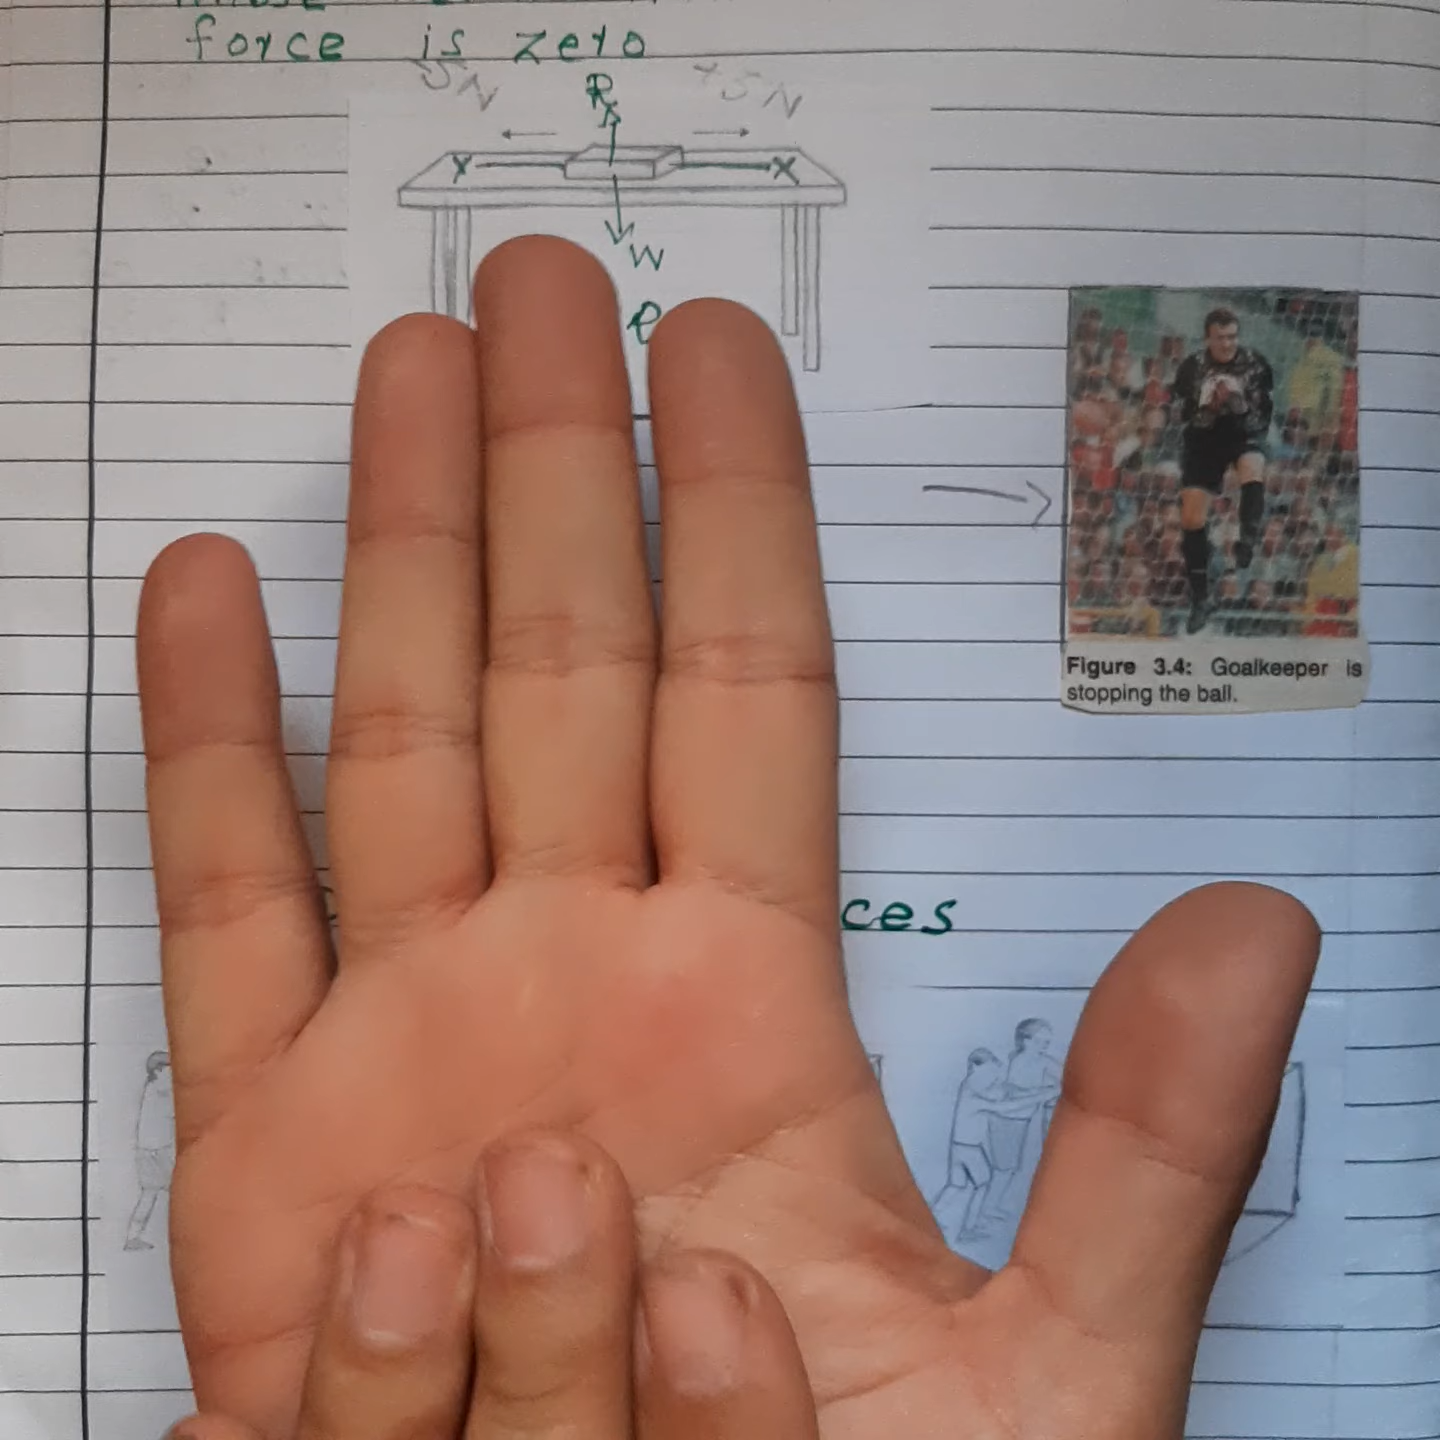 force is zero
5N
R
+5N
W
R
Figure 3.4: Goalkeeper is
stopping the ball.
ces